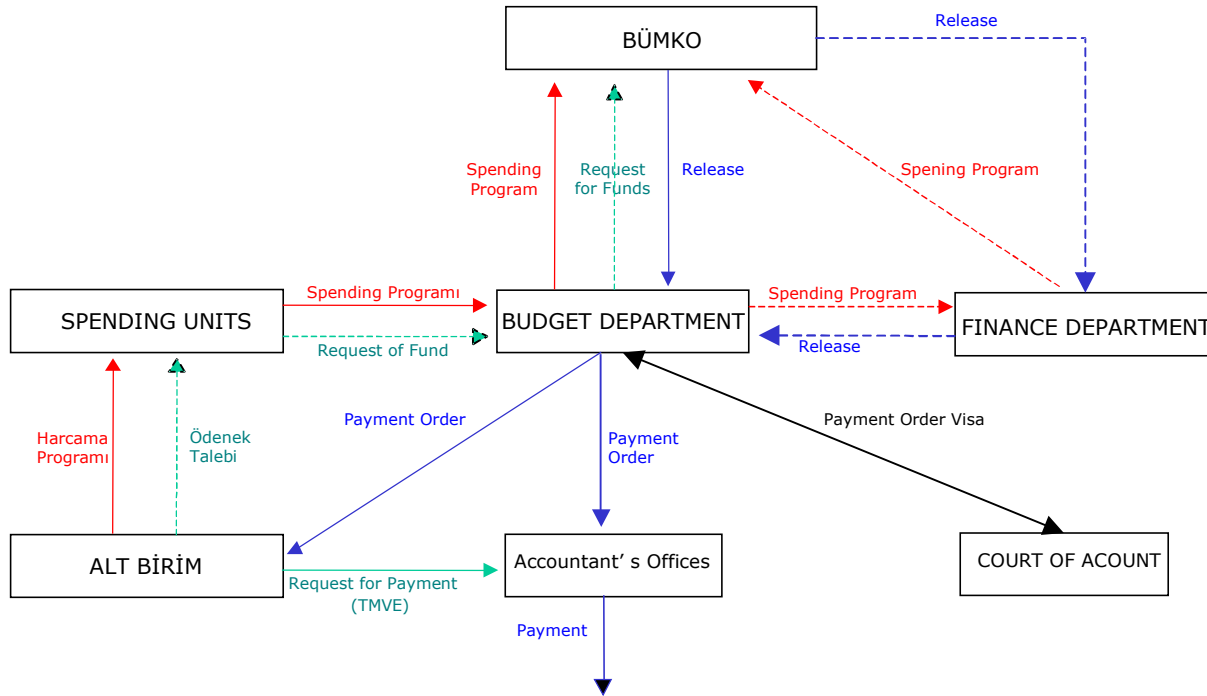 BÜMKO
Release
Spending
Program
Request
for Funds
Release
Spening Program
SPENDING UNITS
Spending Programı
Request of Fund
BUDGET DEPARTMENT
Spending Program
Release
FINANCE DEPARTMENT
Harcama
Programı
Ödenek
Talebi
Payment Order
Payment
Order
Payment Order Visa
ALT BİRİM
Request for Payment
(TMVE)
Accountant’ s Offices
COURT OF ACOUNT
Payment